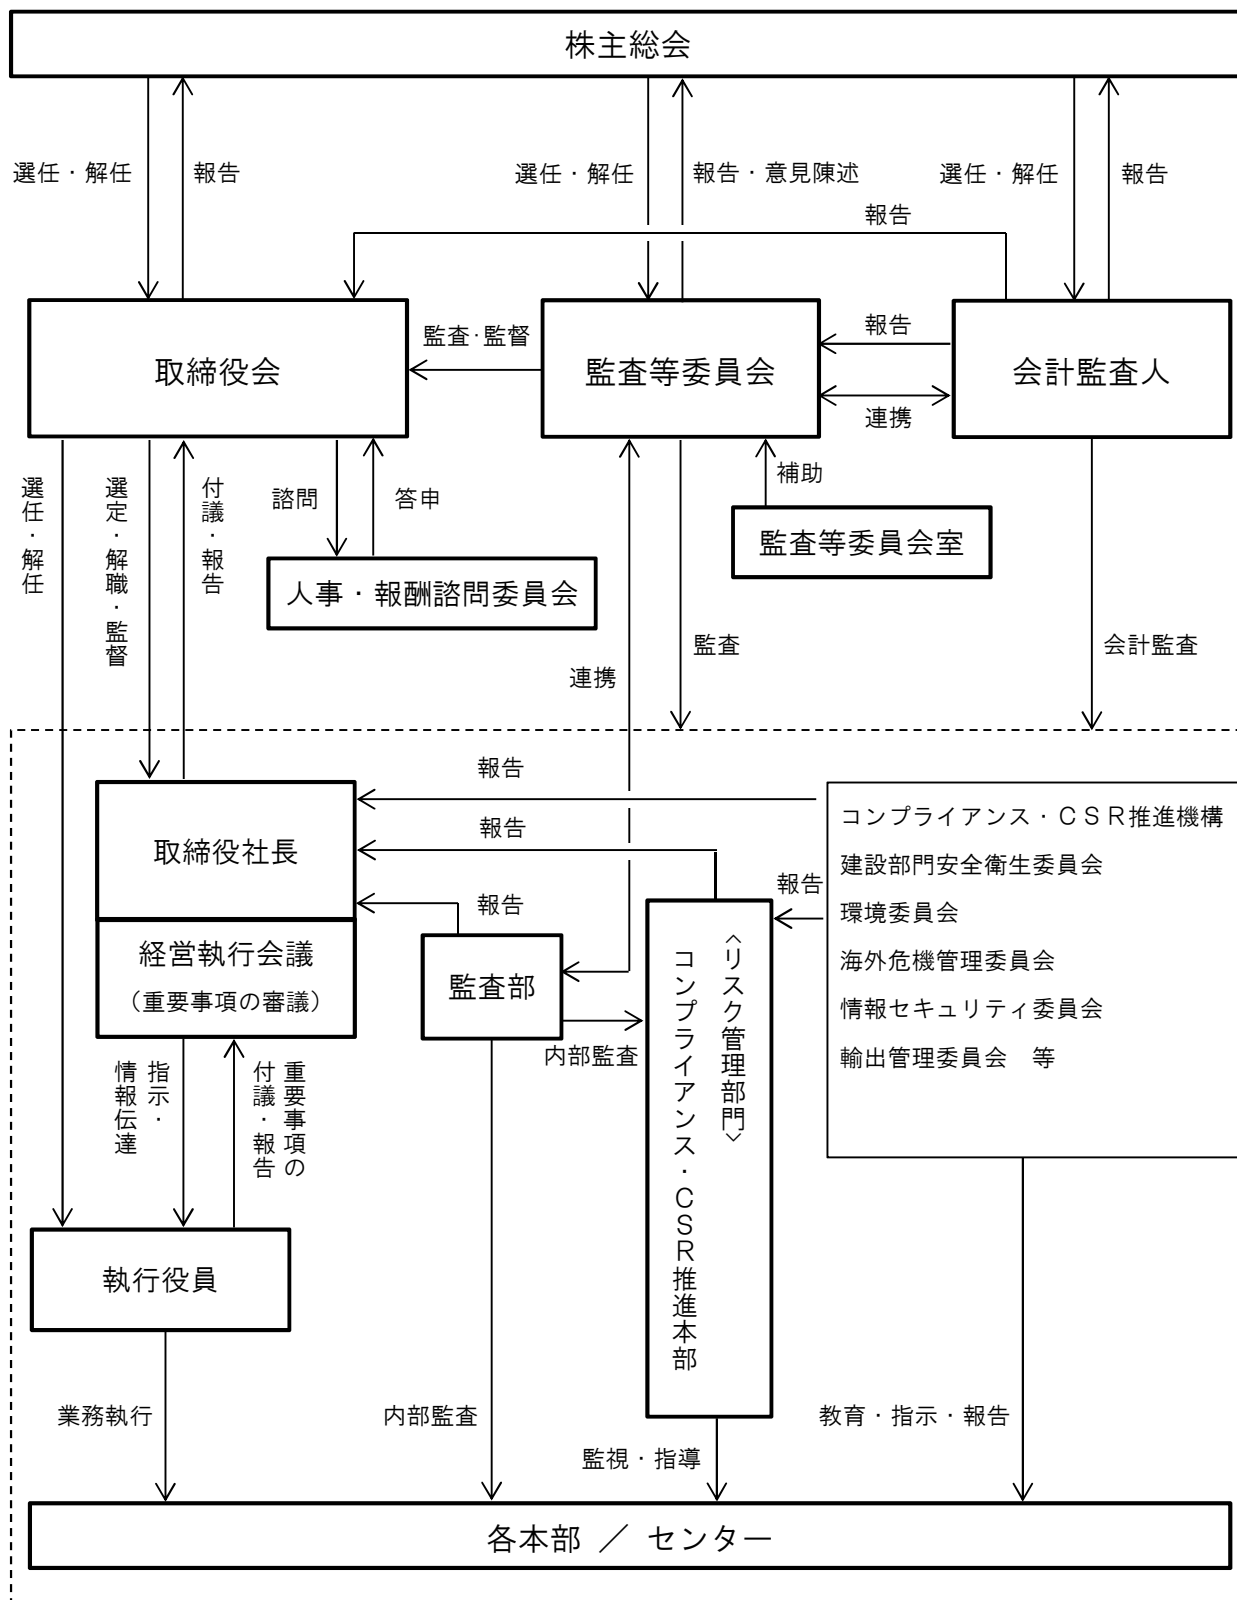 株主総会
選任・解任
報告
選任・解任
報告・意見陳述
選任・解任
報告
報告
取締役会
監査・監督
監査等委員会
報告
連携
会計監査人
選任・解任
選定・解職・監督
付議・報告
諮問
答申
補助
監査等委員会室
人事・報酬諮問委員会
連携
監査
会計監査
報告
取締役社長
報告
報告
経営執行会議
（重要事項の審議）
監査部
内部監査
〈リスク管理部門〉
コンプライアンス・CSR推進本部
報告
コンプライアンス・ＣＳＲ推進機構
建設部門安全衛生委員会
環境委員会
海外危機管理委員会
情報セキュリティ委員会
輸出管理委員会　等
指示・
情報伝達
重要事項の
付議・報告
執行役員
業務執行
内部監査
監視・指導
教育・指示・報告
各本部 ／ センター